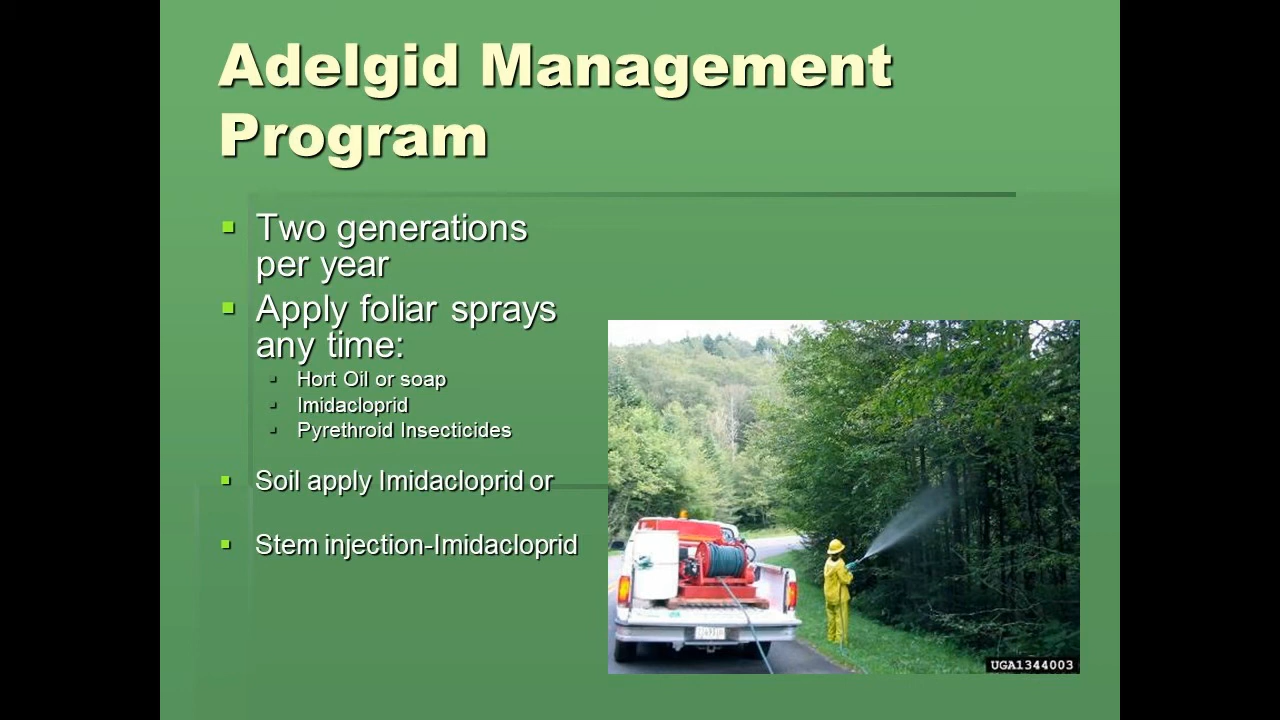 Adelgid Management
Program
Two generations
per year
Apply foliar sprays
any time:
Hort Oil or soap
Imidacloprid
Pyrethroid Insecticides
Soil apply Imidacloprid or
Stem injection-Imidacloprid
UGA1344003